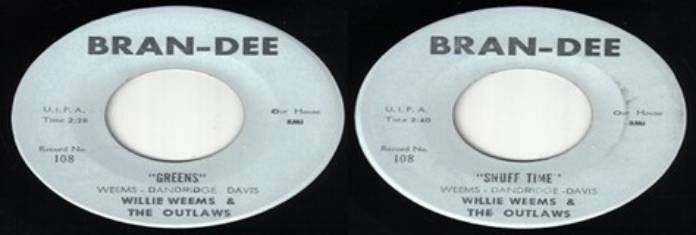 BRAN-DEE
U.I.P.A.
Time 2:28
Our House
BMI
Record No.
108
"GREENS"
WEEMS - DANDRIDGE DAVIS
WILLIE WEEMS &
THE OUTLAWS
BRAN-DEE
U.I.P.A.
Time 2:40
Our House
BMI
Record No.
108
"SNUFF TIME"
WEEMS - DANDRIDGE - DAVIS
WILLIE WEEMS &
THE OUTLAWS